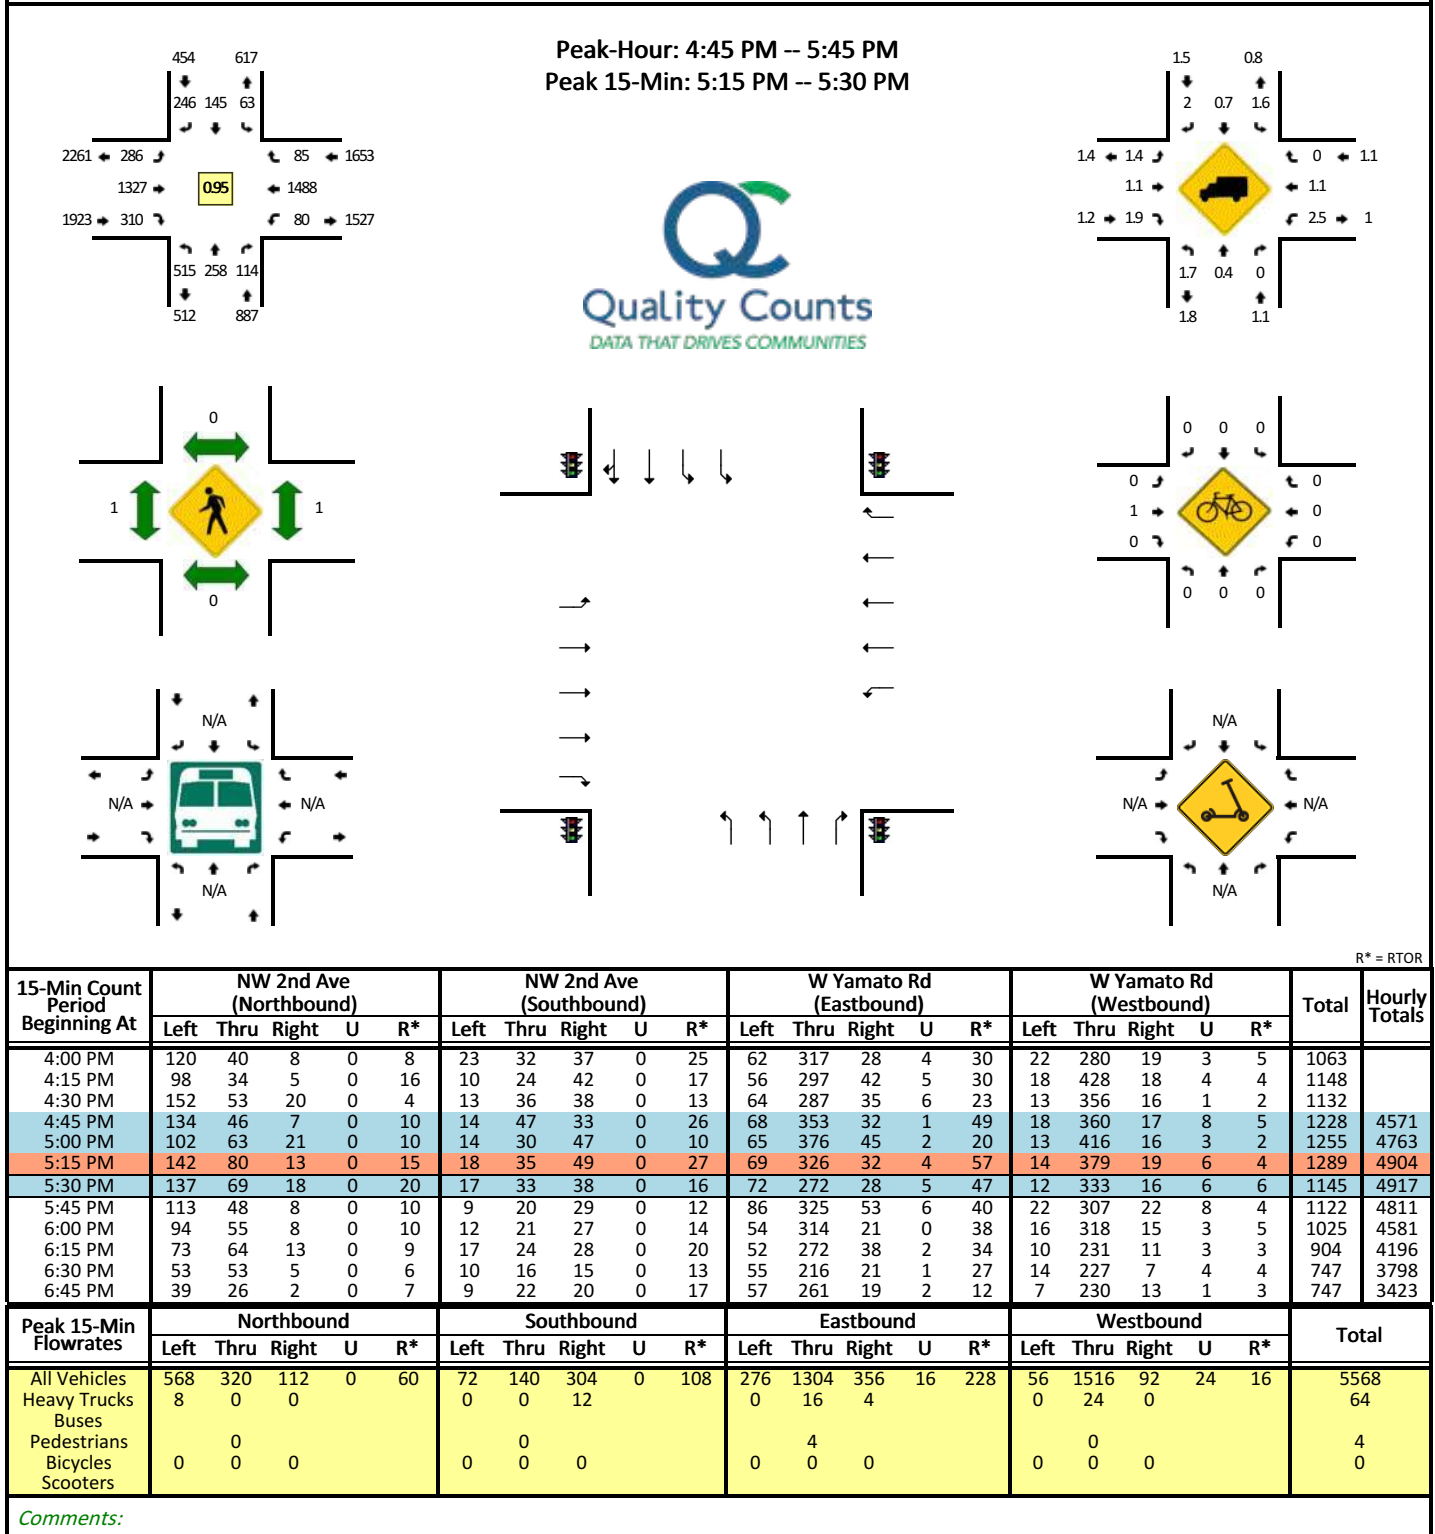 Peak-Hour: 4:45 PM -- 5:45 PM
Peak 15-Min: 5:15 PM -- 5:30 PM
454 617
246 145 63
2261 286 85 1653
1327 0.95 1488
1923 310 80 1527
515 258 114
512 887
1.5 0.8
2 0.7 1.6
1.4 1.4 0 1.1
1.1 1.1
1.2 1.9 2.5 1
1.7 0.4 0
1.8 1.1
QC
Quality Counts
DATA THAT DRIVES COMMUNITIES
0
1 1
0
0 0 0
0 0
1 0
0 0
0 0 0
N/A
N/A N/A
N/A
N/A
N/A N/A
N/A
R* = RTOR
15-Min Count Period Beginning At NW 2nd Ave (Northbound) NW 2nd Ave (Southbound) W Yamato Rd (Eastbound) W Yamato Rd (Westbound) Total Hourly Totals
Left Thru Right U R* Left Thru Right U R* Left Thru Right U R* Left Thru Right U R*
4:00 PM 120 40 8 0 8 23 32 37 0 25 62 317 28 4 30 22 280 19 3 5 1063
4:15 PM 98 34 5 0 16 10 24 42 0 17 56 297 42 5 30 18 428 18 4 4 1148
4:30 PM 152 53 20 0 4 13 36 38 0 13 64 287 35 6 23 13 356 16 1 2 1132
4:45 PM 134 46 7 0 10 14 47 33 0 26 68 353 32 1 49 18 360 17 8 5 1228 4571
5:00 PM 102 63 21 0 10 14 30 47 0 10 65 376 45 2 20 13 416 16 3 2 1255 4763
5:15 PM 142 80 13 0 15 18 35 49 0 27 69 326 32 4 57 14 379 19 6 4 1289 4904
5:30 PM 137 69 18 0 20 17 33 38 0 16 72 272 28 5 47 12 333 16 6 6 1145 4917
5:45 PM 113 48 8 0 10 9 20 29 0 12 86 325 53 6 40 22 307 22 8 4 1122 4811
6:00 PM 94 55 8 0 10 12 21 27 0 14 54 314 21 0 38 16 318 15 3 5 1025 4581
6:15 PM 73 64 13 0 9 17 24 28 0 20 52 272 38 2 34 10 231 11 3 3 904 4196
6:30 PM 53 53 5 0 6 10 16 15 0 13 55 216 21 1 27 14 227 7 4 4 747 3798
6:45 PM 39 26 2 0 7 9 22 20 0 17 57 261 19 2 12 7 230 13 1 3 747 3423
Peak 15-Min Flowrates Northbound Southbound Eastbound Westbound Total
Left Thru Right U R* Left Thru Right U R* Left Thru Right U R* Left Thru Right U R*
All Vehicles 568 320 112 0 60 72 140 304 0 108 276 1304 356 16 228 56 1516 92 24 16 5568
Heavy Trucks 8 0 0 0 0 12 0 16 4 0 24 0 64
Buses
Pedestrians 0 0 4 0 4
Bicycles 0 0 0 0 0 0 0 0 0 0 0 0 0
Scooters
Comments: